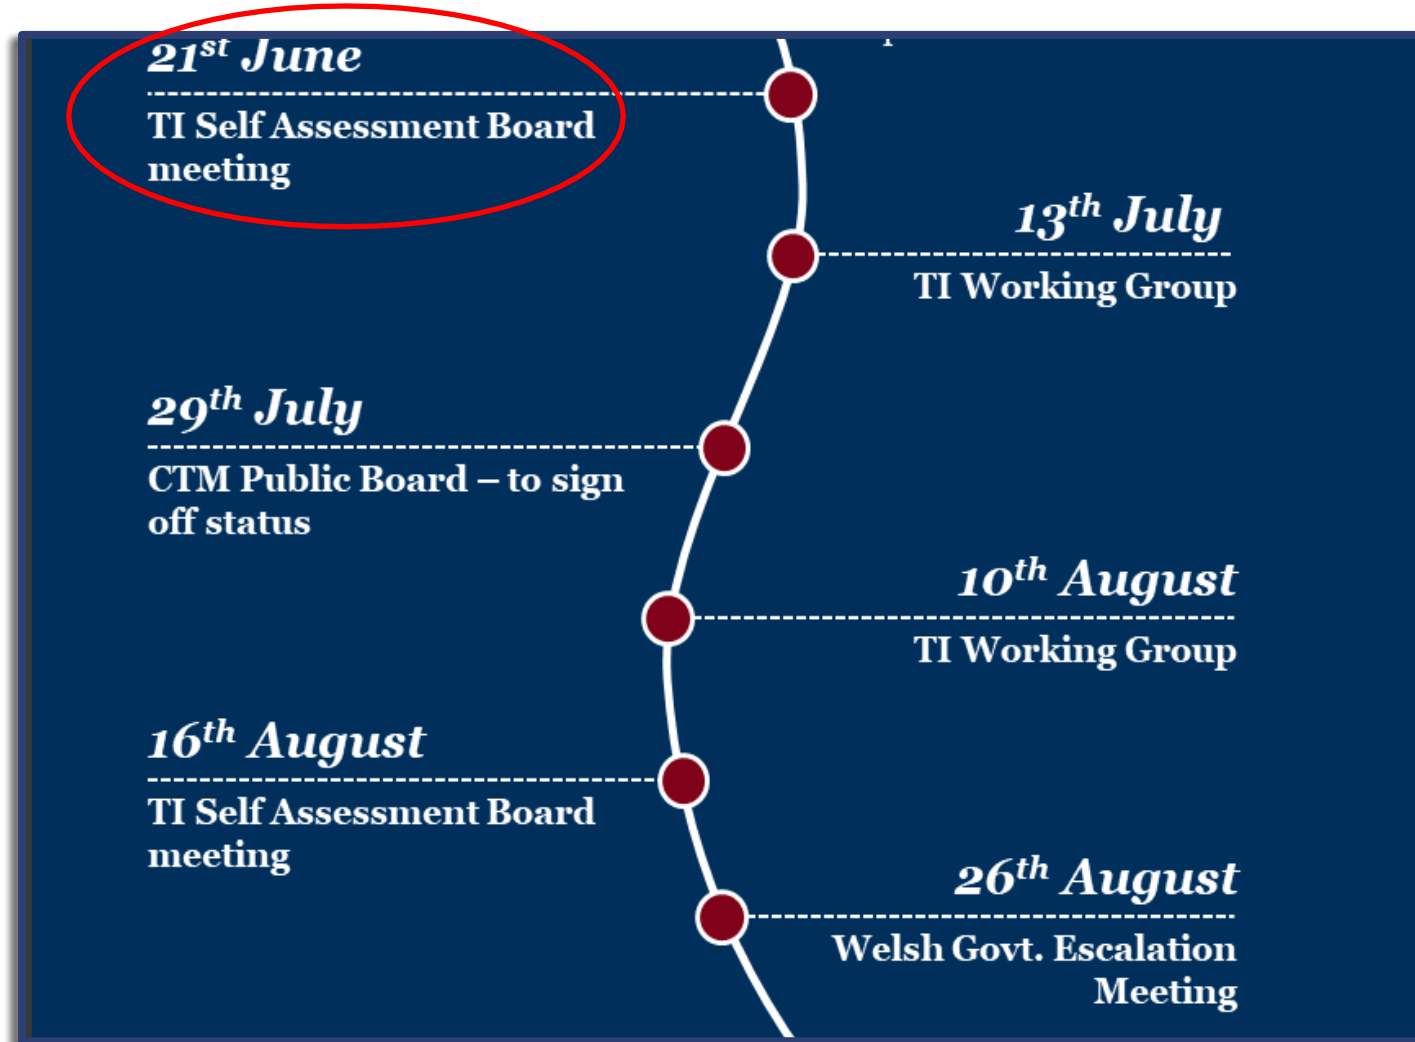 21st June
TI Self Assessment Board
meeting
13th July
TI Working Group
29th July
CTM Public Board – to sign
off status
10th August
TI Working Group
16th August
TI Self Assessment Board
meeting
26th August
Welsh Govt. Escalation
Meeting